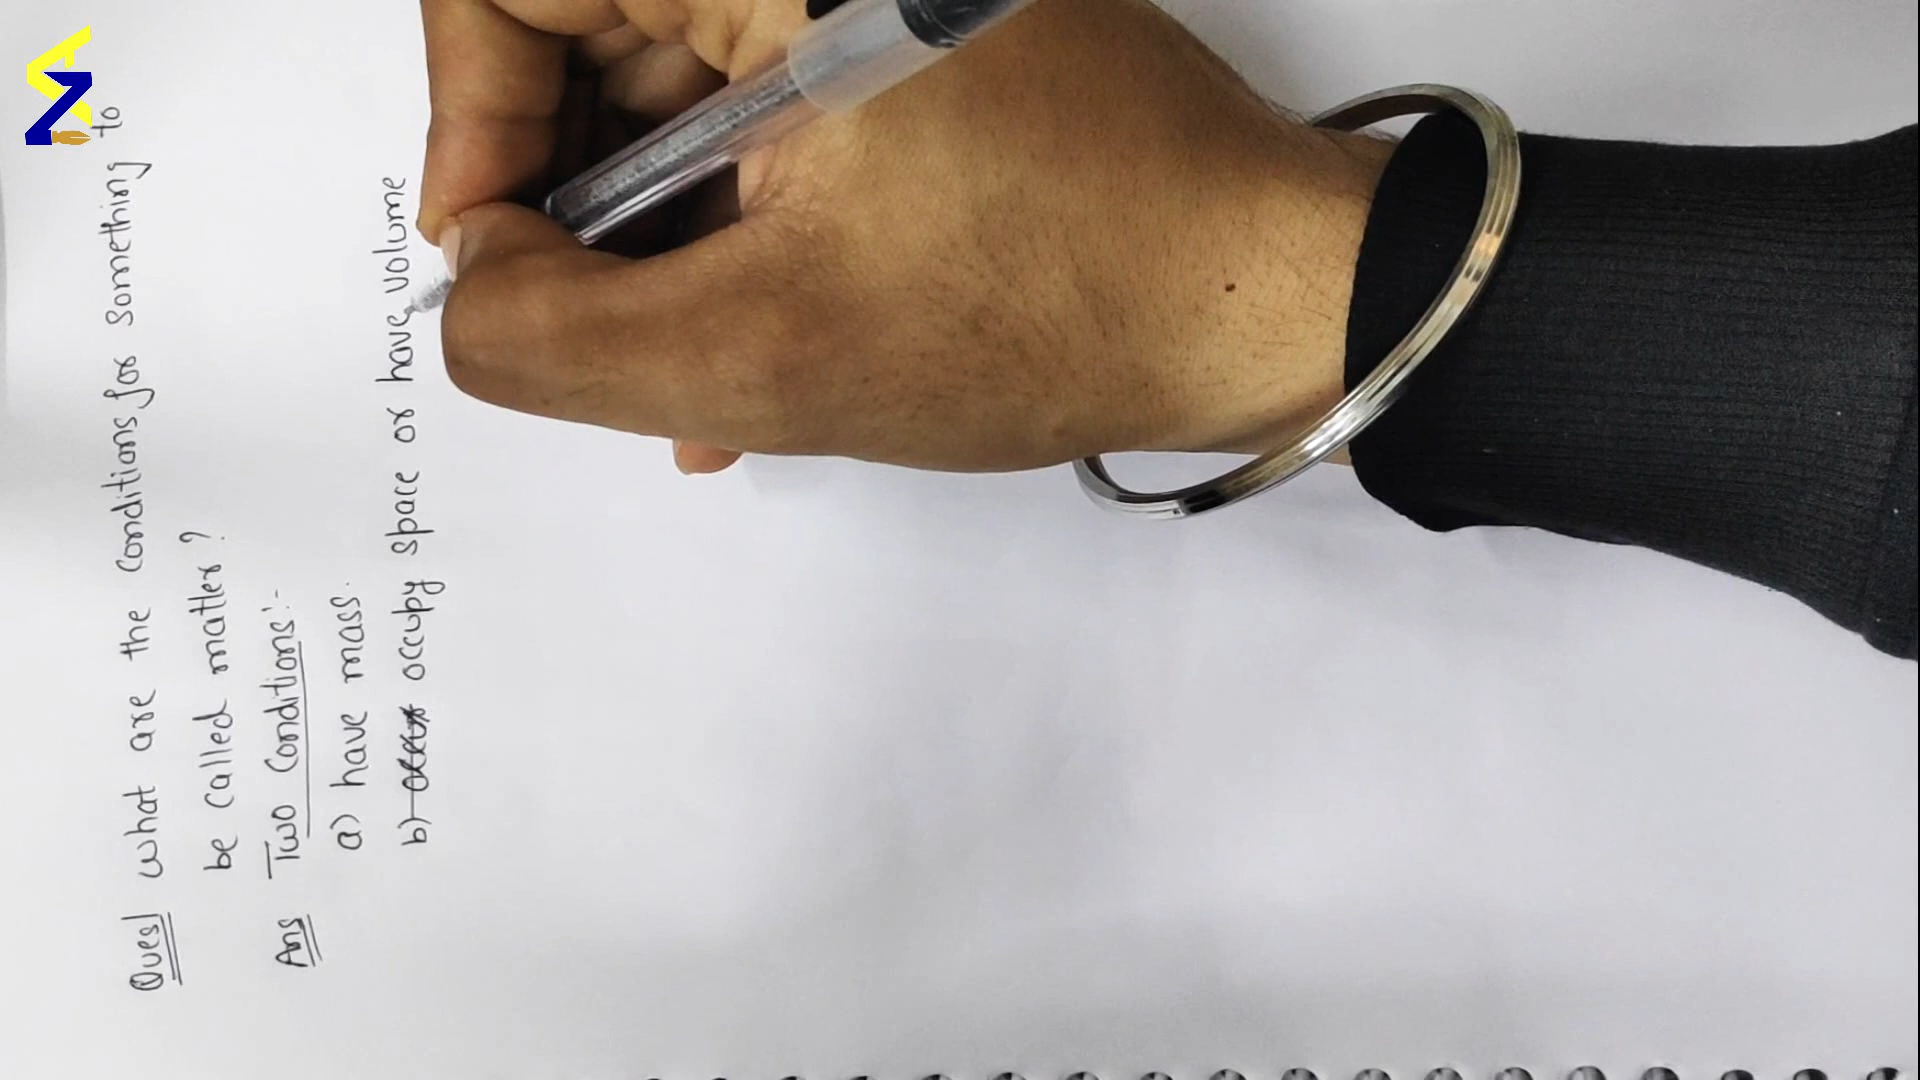 Ques| What are the conditions for something to
be called matter?
Ans Two Conditions:-
a) have mass.
b) occupy space or have volume